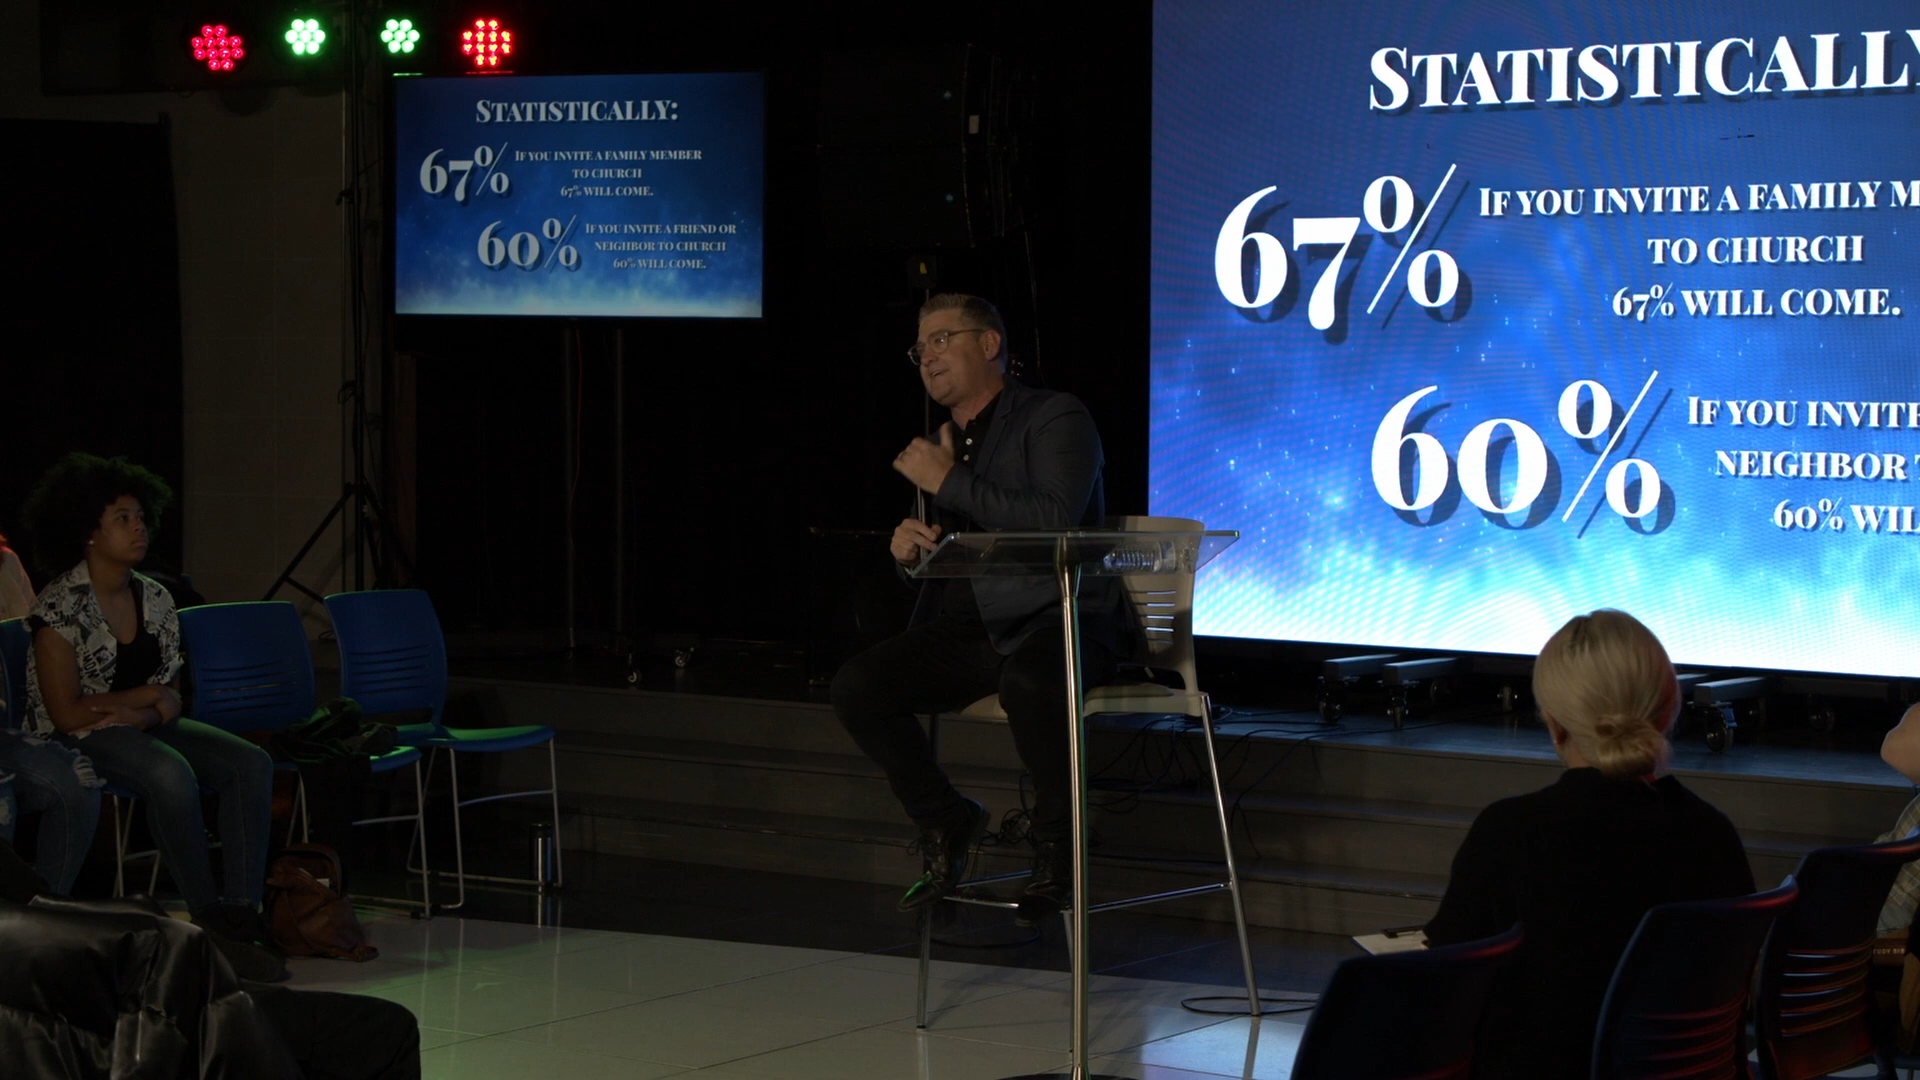 STATISTICALLY:
67% IF YOU INVITE A FAMILY MEMBER
TO CHURCH
67% WILL COME.
60% IF YOU INVITE A FRIEND OR
NEIGHBOR TO CHURCH
60% WILL COME.
STATISTICALLY
67% IF YOU INVITE A FAMILY M
TO CHURCH
67% WILL COME.
60% IF YOU INVITE
NEIGHBOR T
60% WIL